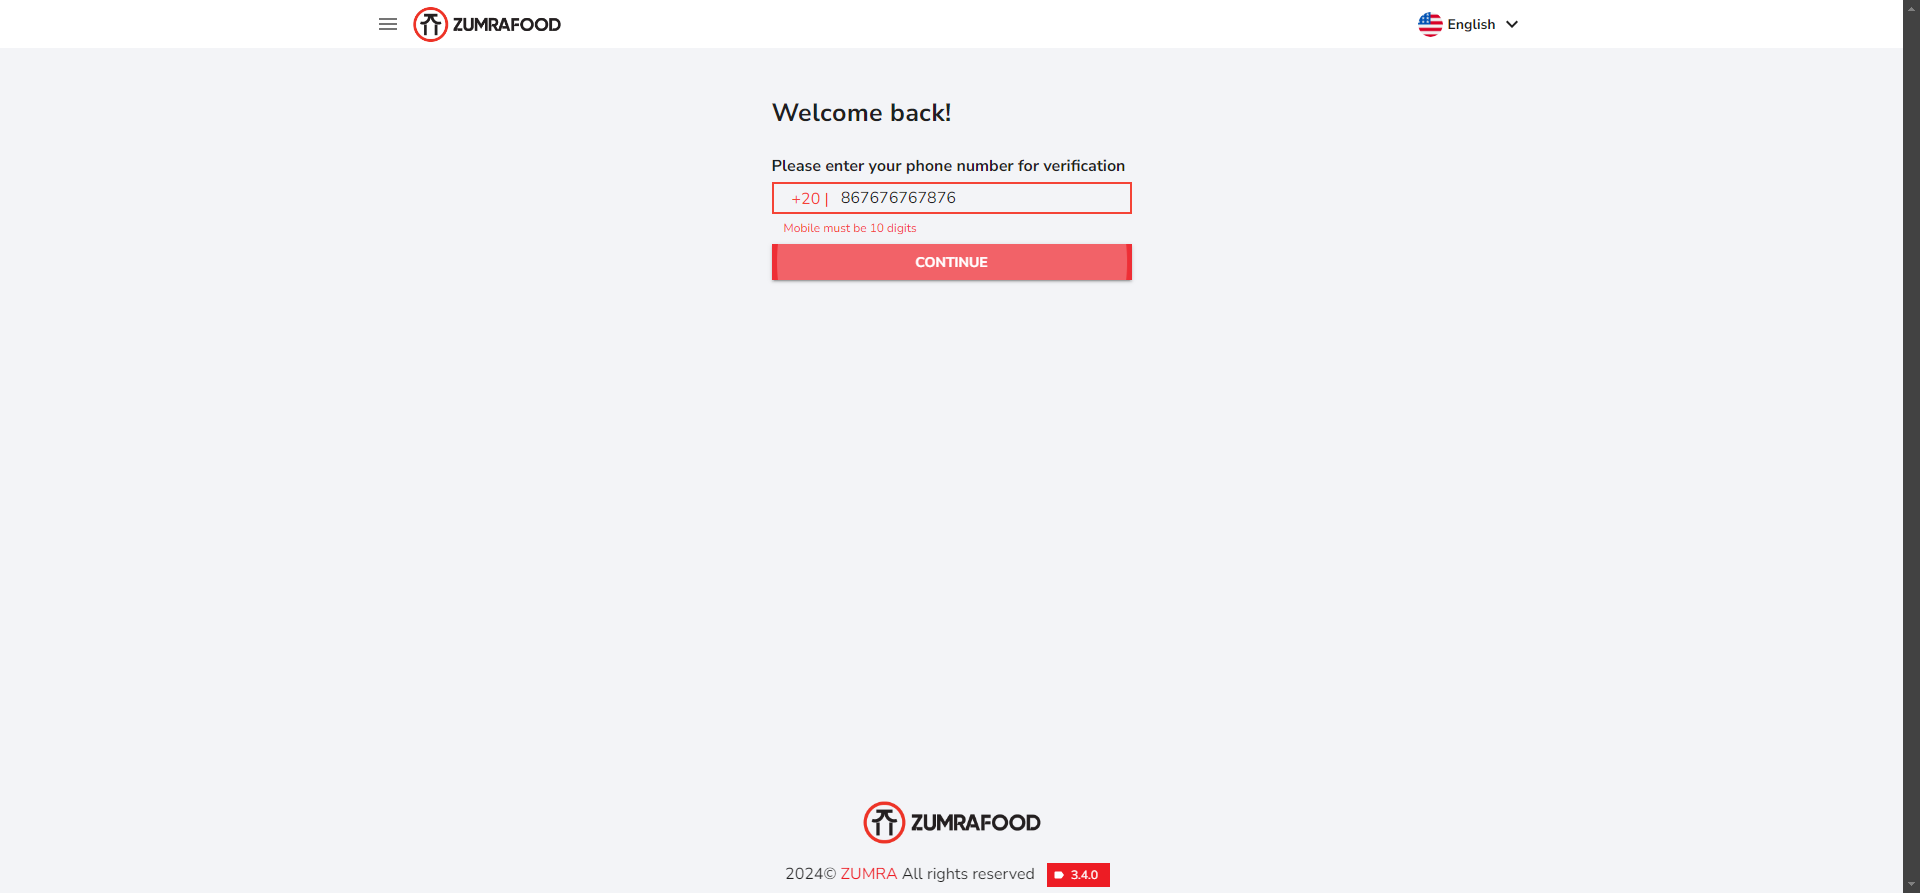 ZUMRAFOOD
English
Welcome back!
Please enter your phone number for verification
+20 | 867676767876
Mobile must be 10 digits
CONTINUE
ZUMRAFOOD
2024© ZUMRA All rights reserved 3.4.0